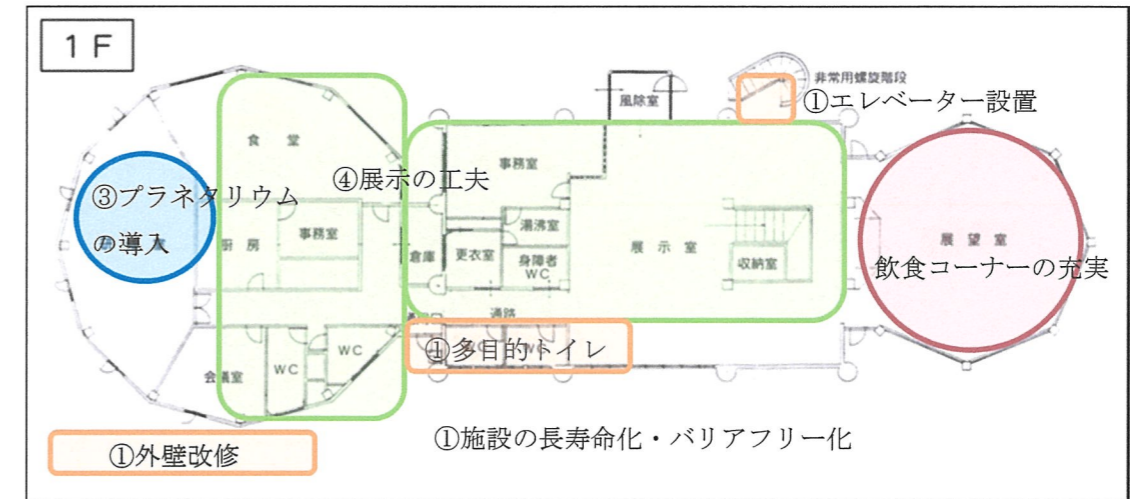 1F
非常用螺旋階段
風除室
①エレベーター設置
食堂
事務室
④展示の工夫
③プラネタリウム
の導入
湯沸室
事務室
厨房
展示室
展望室
倉庫
更衣室
身障者
WC
収納室
飲食コーナーの充実
通路
①多目的トイレ
WC
WC
WC
WC
会議室
①施設の長寿命化・バリアフリー化
①外壁改修